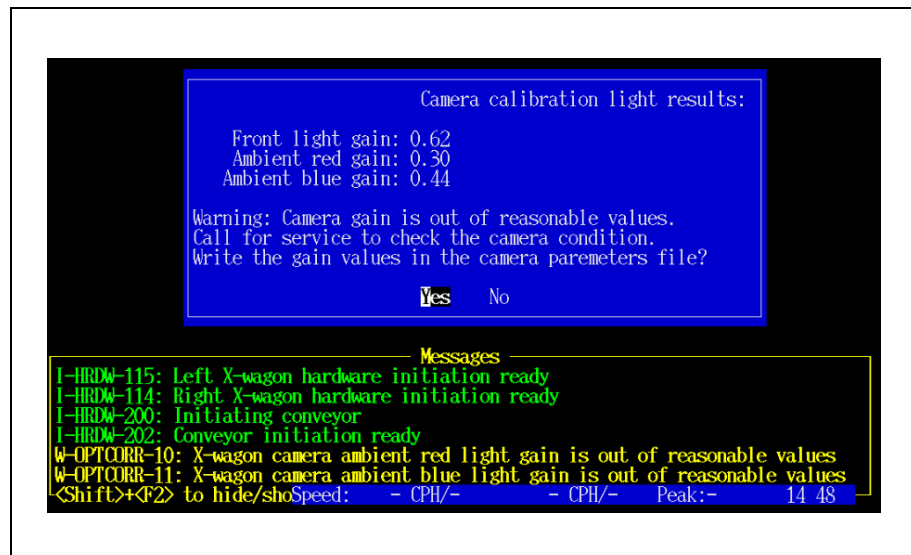 Camera calibration light results:
Front light gain: 0.62
Ambient red gain: 0.30
Ambient blue gain: 0.44
Warning: Camera gain is out of reasonable values.
Call for service to check the camera condition.
Write the gain values in the camera paremeters file?
Yes No
Messages
I-HRDW-115: Left X-wagon hardware initiation ready
I-HRDW-114: Right X-wagon hardware initiation ready
I-HRDW-200: Initiating conveyor
I-HRDW-202: Conveyor initiation ready
W-OPTCORR-10: X-wagon camera ambient red light gain is out of reasonable values
W-OPTCORR-11: X-wagon camera ambient blue light gain is out of reasonable values
<Shift>+<F2> to hide/shoSpeed: - CPH/- - CPH/- Peak:- 14 48